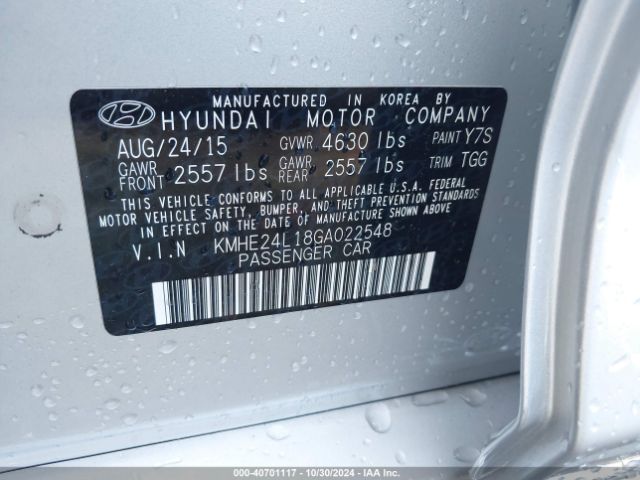 MANUFACTURED IN KOREA BY
HYUNDAI MOTOR COMPANY
AUG/24/15 GVWR 4630 lbs PAINT Y7S
GAWR FRONT 2557 lbs GAWR REAR 2557 lbs TRIM TGG
THIS VEHICLE CONFORMS TO ALL APPLICABLE U.S.A. FEDERAL
MOTOR VEHICLE SAFETY, BUMPER, AND THEFT PREVENTION STANDARDS
IN EFFECT ON THE DATE OF MANUFACTURE SHOWN ABOVE.
V.I.N KMHE24L18GA022548
PASSENGER CAR
000-40701117 | 10/30/2024 | IAA Inc.